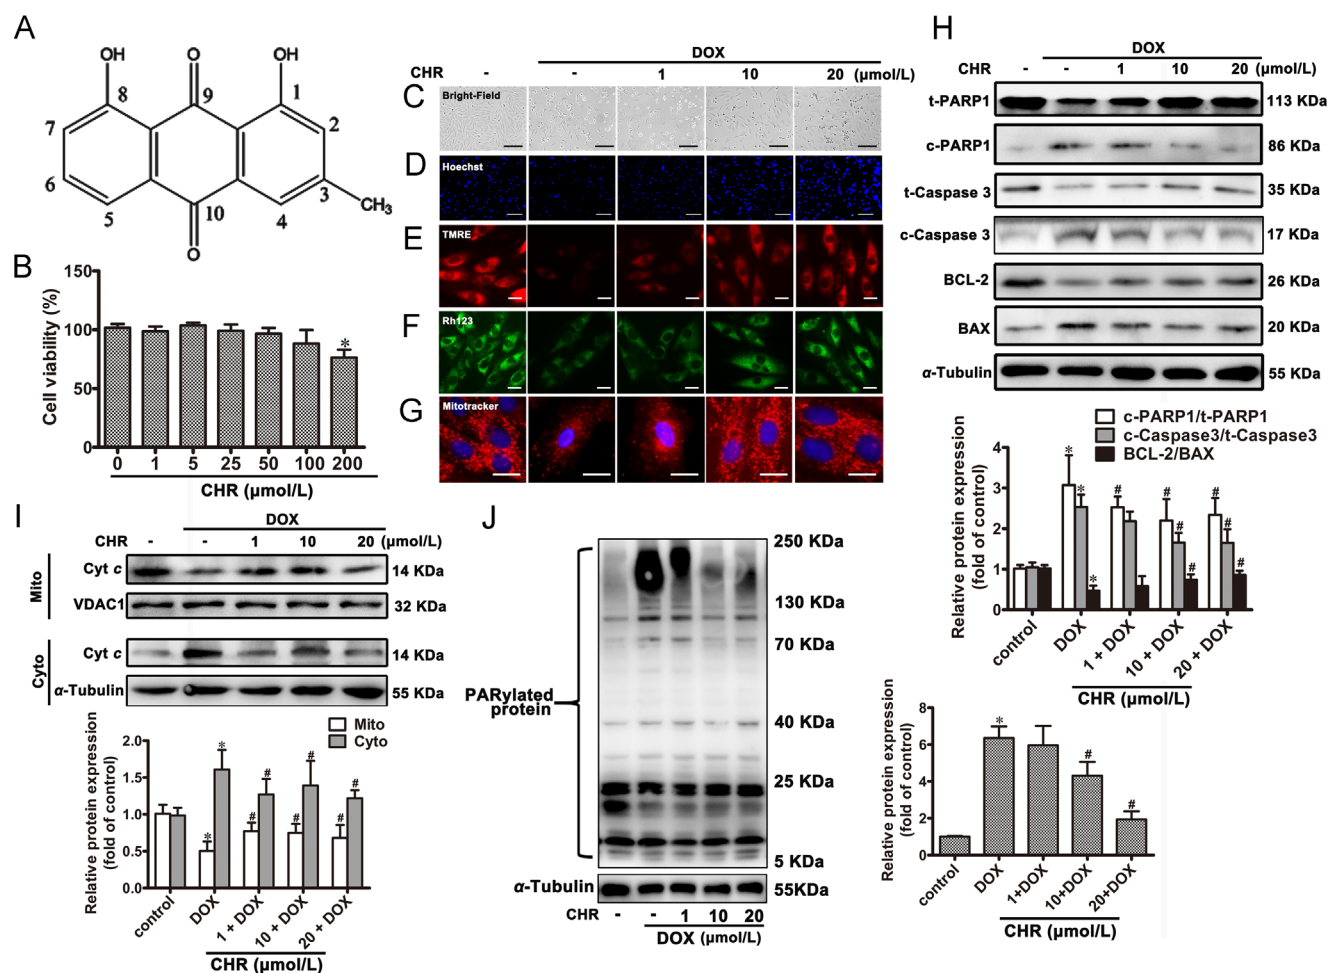 A
OH
O
OH
8
9
1
7
2
6
3
5
10
4
CH₃
O
B
Cell viability (%)
150
100
50
0
*
0 1 5 25 50 100 200
CHR (μmol/L)
DOX
CHR - - 1 10 20 (μmol/L)
C
Bright-Field
D
Hoechst
E
TMRE
F
Rh123
G
Mitotracker
H
DOX
CHR - - 1 10 20 (μmol/L)
t-PARP1 113 KDa
c-PARP1 86 KDa
t-Caspase 3 35 KDa
c-Caspase 3 17 KDa
BCL-2 26 KDa
BAX 20 KDa
α-Tubulin 55 KDa
c-PARP1/t-PARP1
c-Caspase3/t-Caspase3
BCL-2/BAX
Relative protein expression
(fold of control)
4
3
2
1
0
* * * # # # # # # #
control DOX 1 + DOX 10 + DOX 20 + DOX
CHR (μmol/L)
I
DOX
CHR - - 1 10 20 (μmol/L)
Mito
Cyt c 14 KDa
VDAC1 32 KDa
Cyto
Cyt c 14 KDa
α-Tubulin 55 KDa
Mito
Cyto
Relative protein expression
(fold of control)
2.0
1.5
1.0
0.5
0.0
* * # # # # # #
control DOX 1 + DOX 10 + DOX 20 + DOX
CHR (μmol/L)
J
250 KDa
130 KDa
70 KDa
PARylated
protein
40 KDa
25 KDa
5 KDa
α-Tubulin 55KDa
CHR - - 1 10 20
DOX (μmol/L)
Relative protein expression
(fold of control)
8
6
4
2
0
* # #
control DOX 1+DOX 10+DOX 20+DOX
CHR (μmol/L)